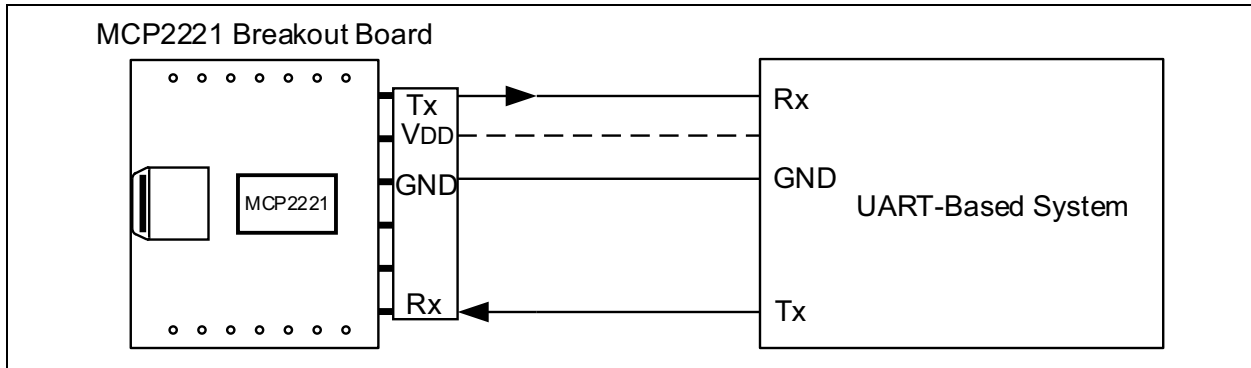 MCP2221 Breakout Board
Tx
VDD
GND
Rx
MCP2221
Rx
GND
Tx
UART-Based System